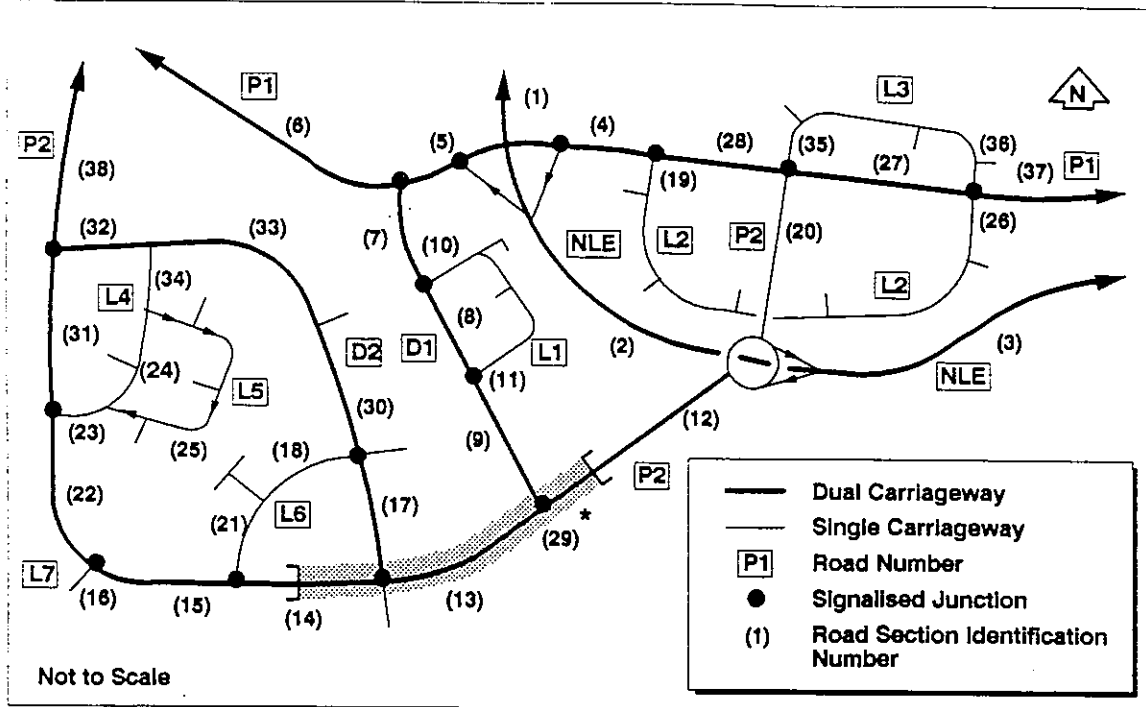 P1
(1)
(4)
L3
N
P2
(6)
(5)
(28)
(35)
(27)
(36)
(37)
P1
(38)
(19)
(26)
(32)
(33)
(7)
(10)
NLE
L2
P2
(20)
L4
(34)
L2
(31)
(8)
(24)
D2
D1
L1
(2)
(3)
L5
(11)
NLE
(23)
(25)
(30)
(12)
(18)
(9)
P2
(22)
(21)
L6
(17)
*
(29)
L7
(16)
(15)
(14)
(13)
Not to Scale
Dual Carriageway
Single Carriageway
P1 Road Number
Signalised Junction
(1) Road Section Identification
Number